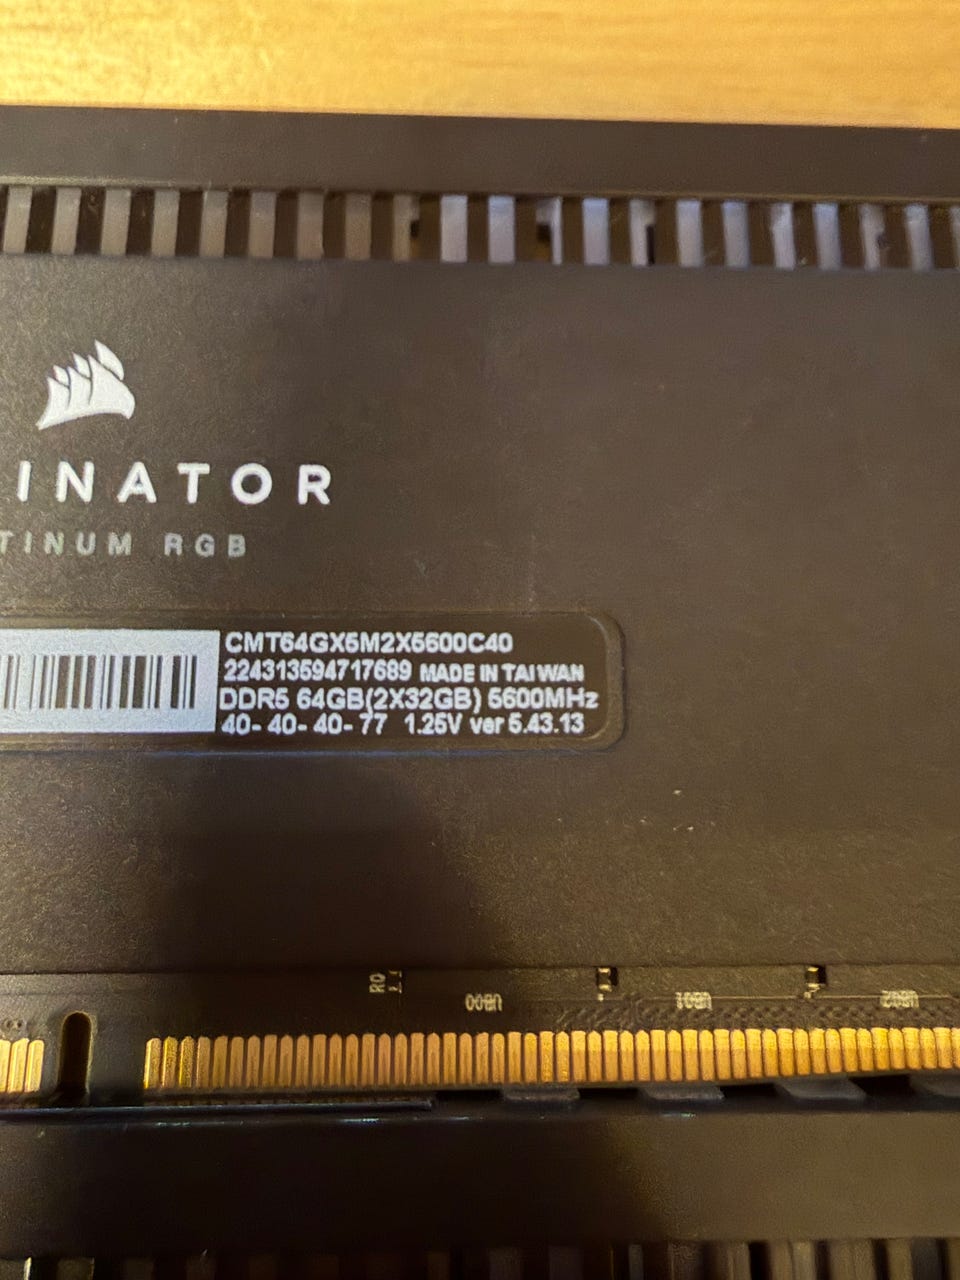 INATOR
TINUM RGB
CMT64GX5M2X5600C40
224313594717689 MADE IN TAIWAN
DDR5 64GB(2X32GB) 5600MHz
40-40-40-77 1.25V ver 5.43.13